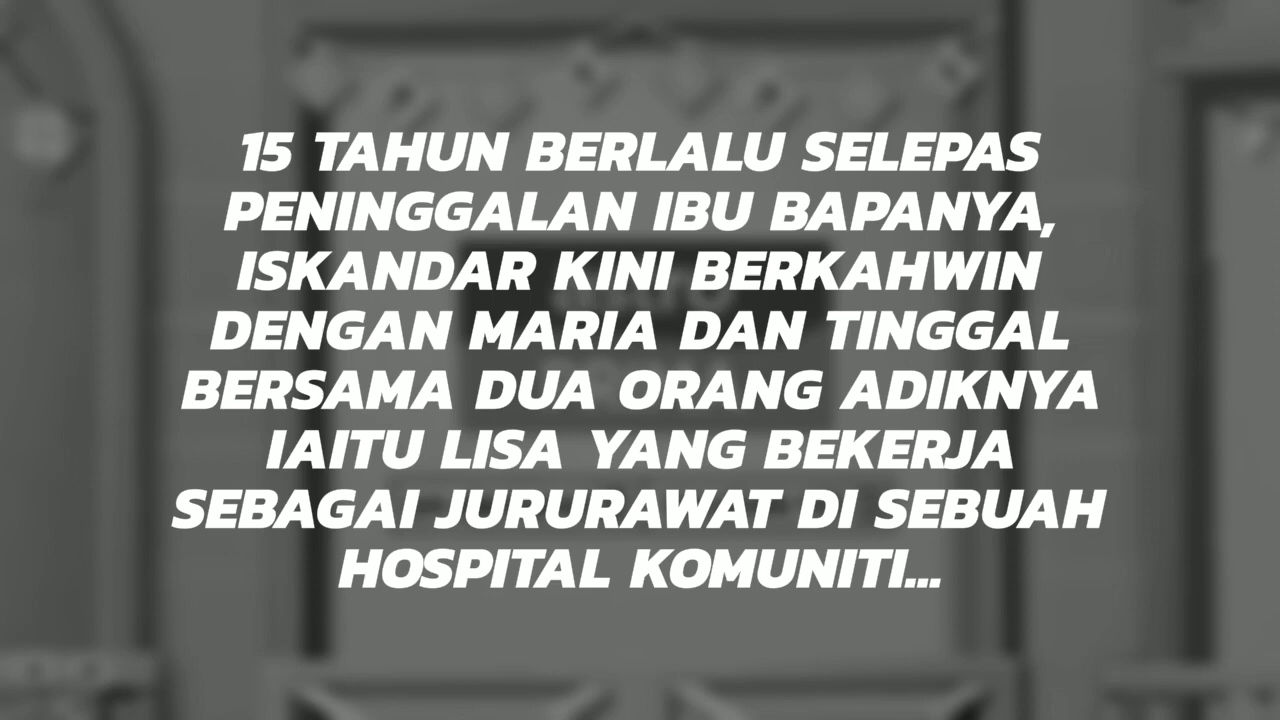 15 TAHUN BERLALU SELEPAS
PENINGGALAN IBU BAPANYA,
ISKANDAR KINI BERKAHWIN
DENGAN MARIA DAN TINGGAL
BERSAMA DUA ORANG ADIKNYA
IAITU LISA YANG BEKERJA
SEBAGAI JURURAWAT DI SEBUAH
HOSPITAL KOMUNITI...